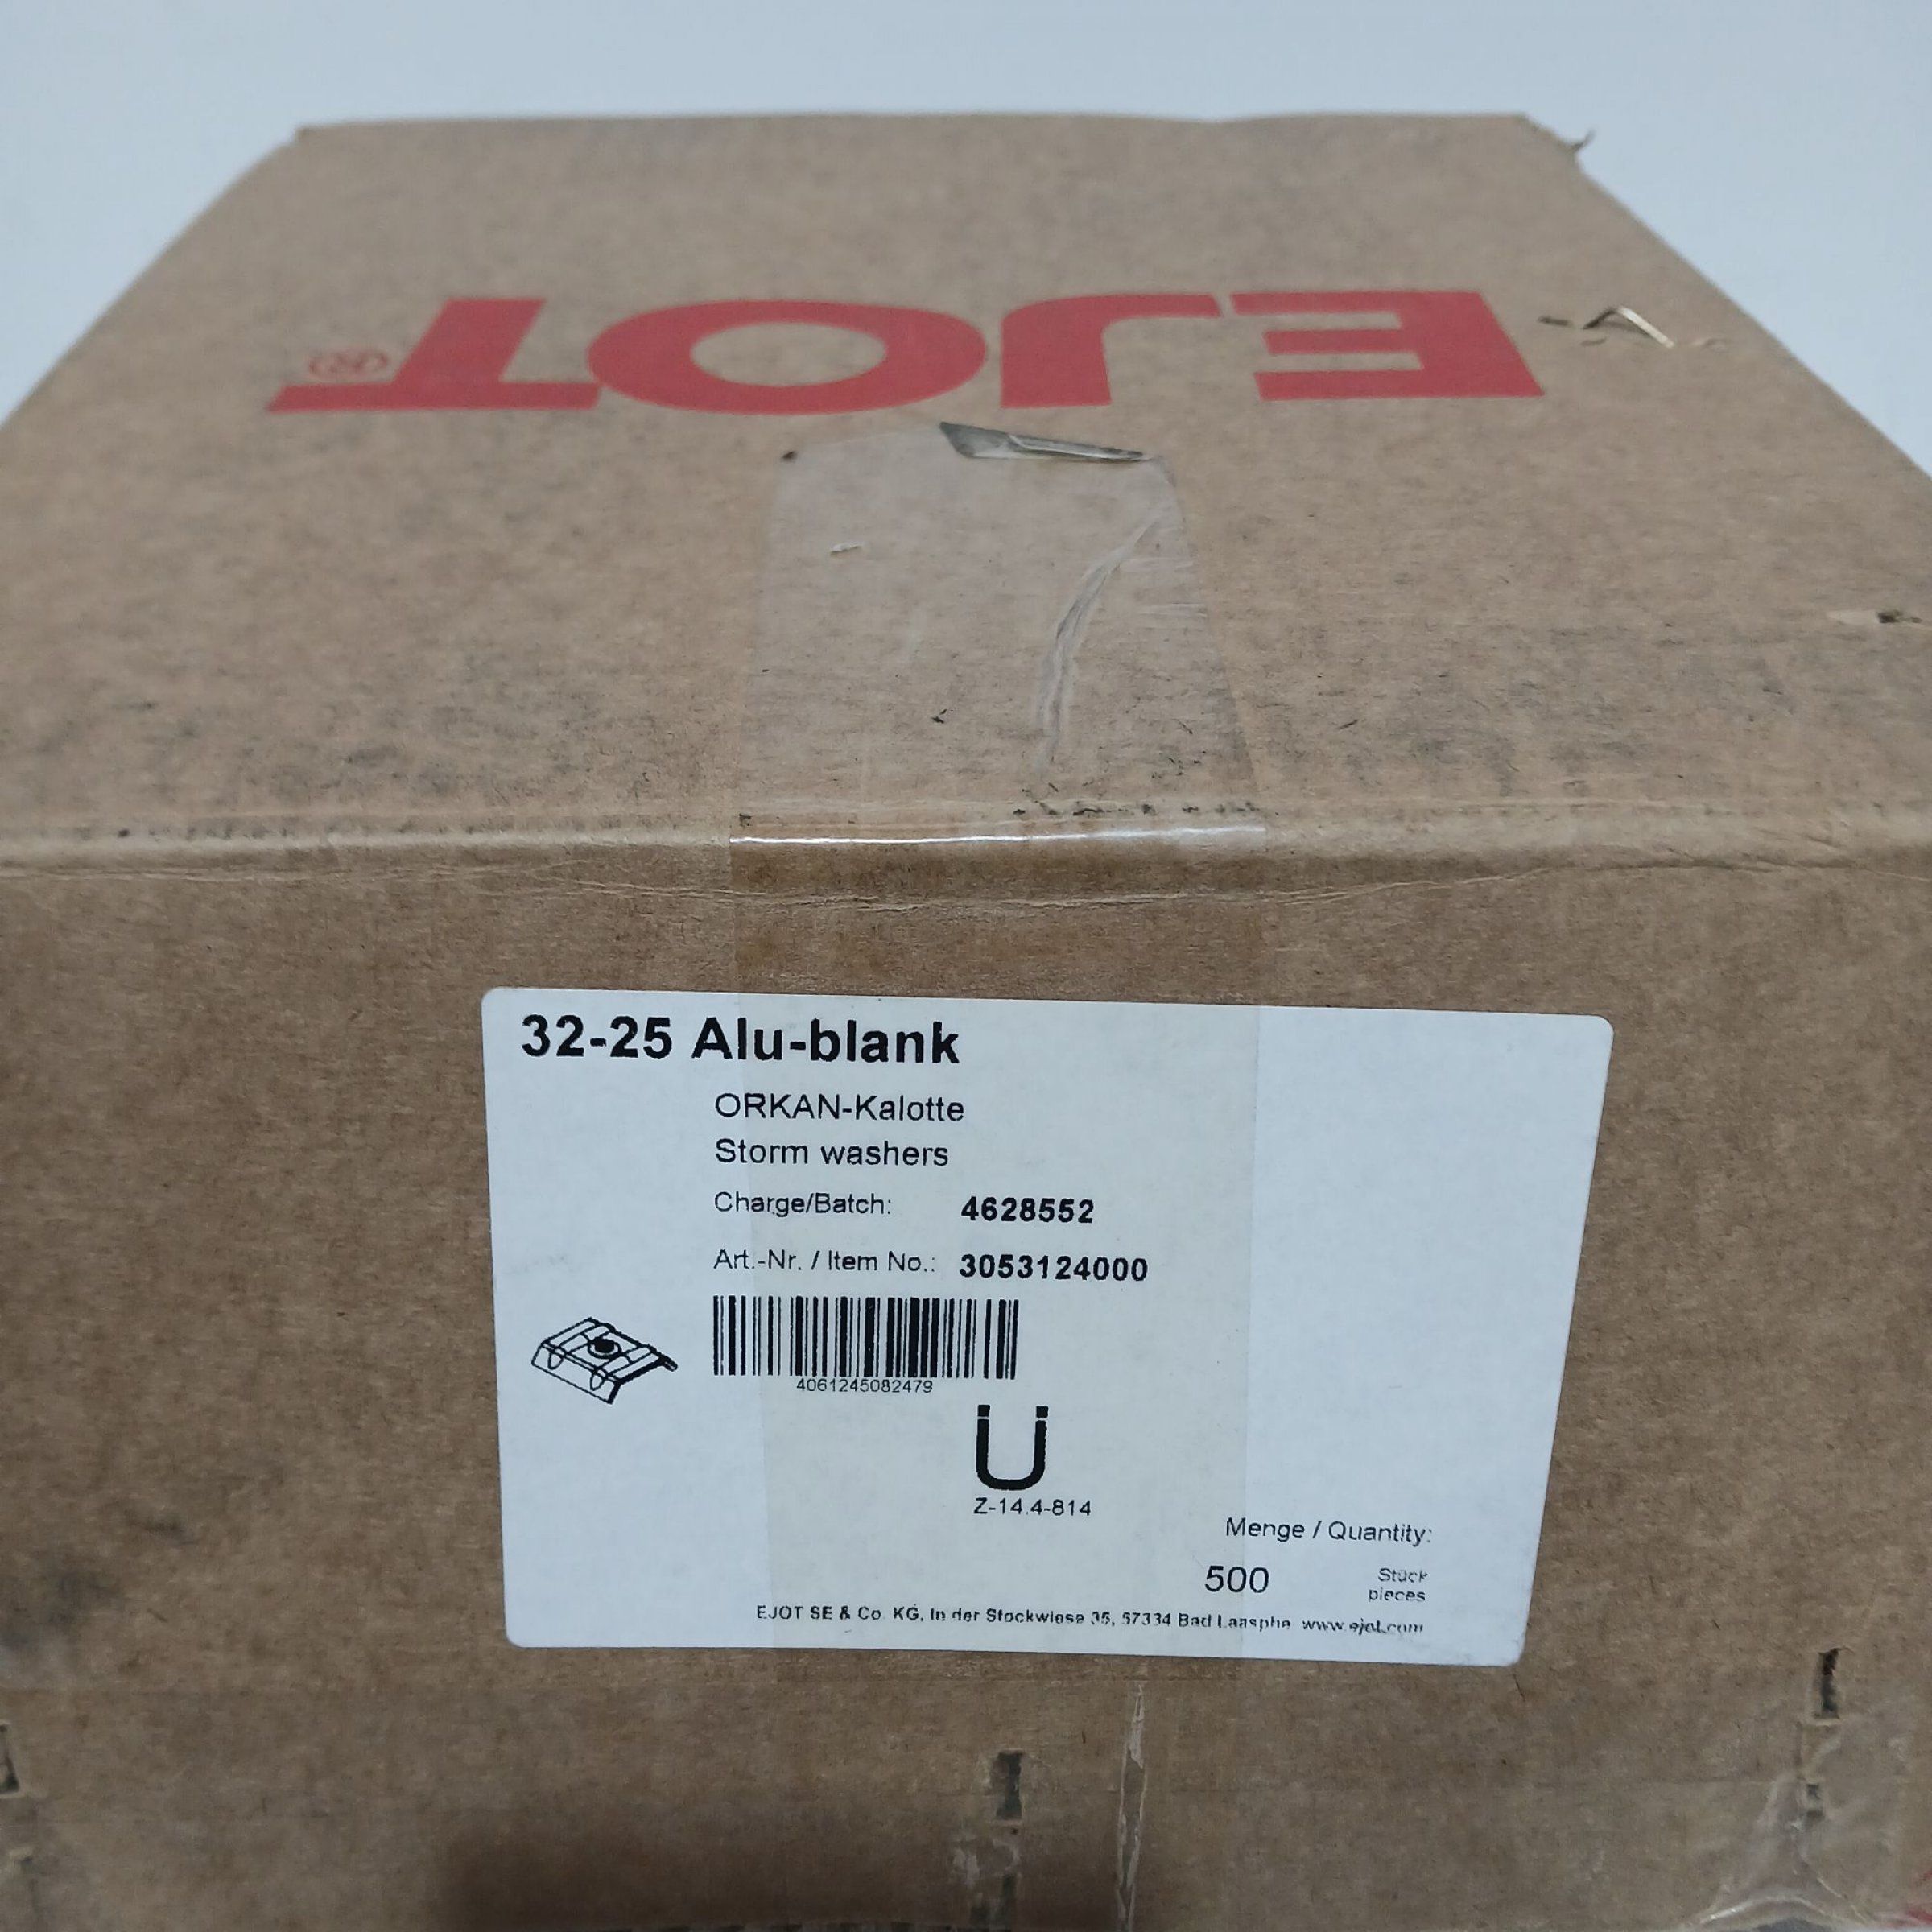 EJOT®
32-25 Alu-blank
ORKAN-Kalotte
Storm washers
Charge/Batch: 4628552
Art.-Nr. / Item No.: 3053124000
4061245082479
Ü
Z-14.4-814
Menge / Quantity:
500 Stück
pieces
EJOT SE & Co. KG, In der Stockwiese 35, 57334 Bad Laasphe www.ejot.com